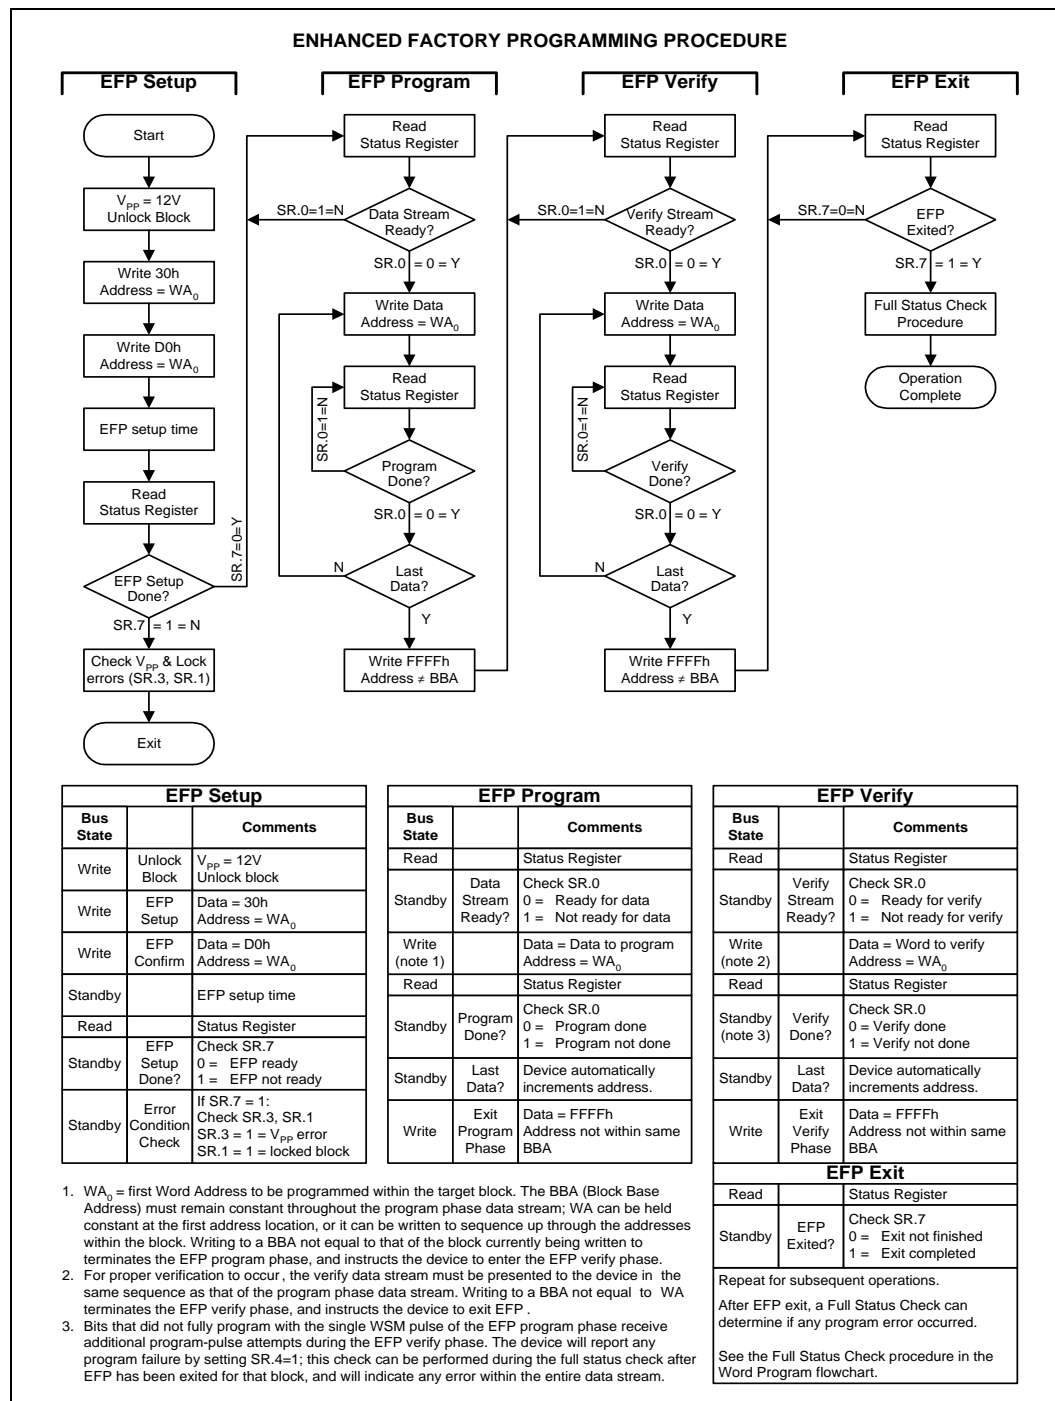 ENHANCED FACTORY PROGRAMMING PROCEDURE
EFP Setup
Start
VPP = 12V
Unlock Block
Write 30h
Address = WA0
Write D0h
Address = WA0
EFP setup time
Read
Status Register
EFP Setup
Done?
SR.7=0=Y
SR.7 = 1 = N
Check VPP & Lock
errors (SR.3, SR.1)
Exit
EFP Program
Read
Status Register
SR.0=1=N
Data Stream
Ready?
SR.0 = 0 = Y
Write Data
Address = WA0
Read
Status Register
SR.0=1=N
Program
Done?
SR.0 = 0 = Y
N
Last
Data?
Y
Write FFFFh
Address ≠ BBA
EFP Verify
Read
Status Register
SR.0=1=N
Verify Stream
Ready?
SR.0 = 0 = Y
Write Data
Address = WA0
Read
Status Register
SR.0=1=N
Verify
Done?
SR.0 = 0 = Y
N
Last
Data?
Y
Write FFFFh
Address ≠ BBA
EFP Exit
Read
Status Register
SR.7=0=N
EFP
Exited?
SR.7 = 1 = Y
Full Status Check
Procedure
Operation
Complete
EFP Setup
Bus
State
Comments
Write
Unlock
Block
VPP = 12V
Unlock block
Write
EFP
Setup
Data = 30h
Address = WA0
Write
EFP
Confirm
Data = D0h
Address = WA0
Standby
EFP setup time
Read
Status Register
Standby
EFP
Setup
Done?
Check SR.7
0 = EFP ready
1 = EFP not ready
Standby
Error
Condition
Check
If SR.7 = 1:
Check SR.3, SR.1
SR.3 = 1 = VPP error
SR.1 = 1 = locked block
EFP Program
Bus
State
Comments
Read
Status Register
Standby
Data
Stream
Ready?
Check SR.0
0 = Ready for data
1 = Not ready for data
Write
(note 1)
Data = Data to program
Address = WA0
Read
Status Register
Standby
Program
Done?
Check SR.0
0 = Program done
1 = Program not done
Standby
Last
Data?
Device automatically
increments address.
Write
Exit
Program
Phase
Data = FFFFh
Address not within same
BBA
EFP Verify
Bus
State
Comments
Read
Status Register
Standby
Verify
Stream
Ready?
Check SR.0
0 = Ready for verify
1 = Not ready for verify
Write
(note 2)
Data = Word to verify
Address = WA0
Read
Status Register
Standby
(note 3)
Verify
Done?
Check SR.0
0 = Verify done
1 = Verify not done
Standby
Last
Data?
Device automatically
increments address.
Write
Exit
Verify
Phase
Data = FFFFh
Address not within same
BBA
EFP Exit
Read
Status Register
Standby
EFP
Exited?
Check SR.7
0 = Exit not finished
1 = Exit completed
Repeat for subsequent operations.
After EFP exit, a Full Status Check can
determine if any program error occurred.
See the Full Status Check procedure in the
Word Program flowchart.
1. WA0 = first Word Address to be programmed within the target block. The BBA (Block Base
Address) must remain constant throughout the program phase data stream; WA can be held
constant at the first address location, or it can be written to sequence up through the addresses
within the block. Writing to a BBA not equal to that of the block currently being written to
terminates the EFP program phase, and instructs the device to enter the EFP verify phase.
2. For proper verification to occur, the verify data stream must be presented to the device in the
same sequence as that of the program phase data stream. Writing to a BBA not equal to WA
terminates the EFP verify phase, and instructs the device to exit EFP .
3. Bits that did not fully program with the single WSM pulse of the EFP program phase receive
additional program-pulse attempts during the EFP verify phase. The device will report any
program failure by setting SR.4=1; this check can be performed during the full status check after
EFP has been exited for that block, and will indicate any error within the entire data stream.